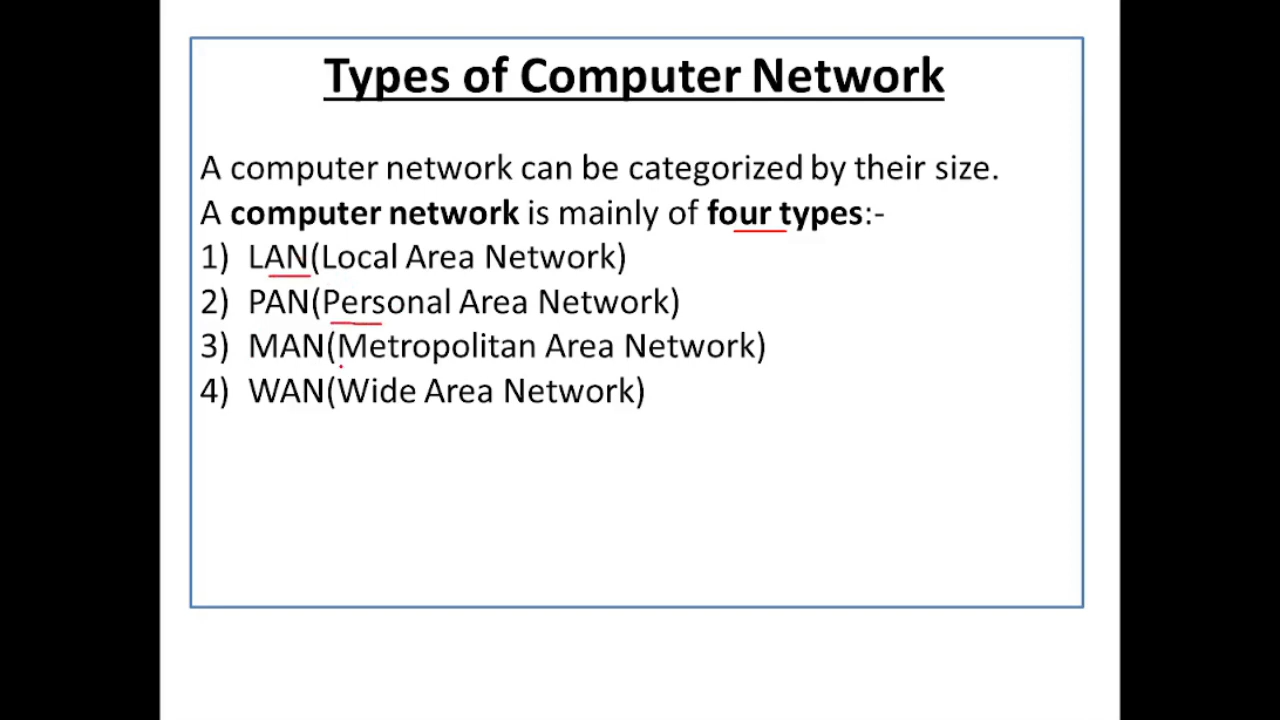 Types of Computer Network
A computer network can be categorized by their size.
A computer network is mainly of four types:-
1) LAN(Local Area Network)
2) PAN(Personal Area Network)
3) MAN(Metropolitan Area Network)
4) WAN(Wide Area Network)